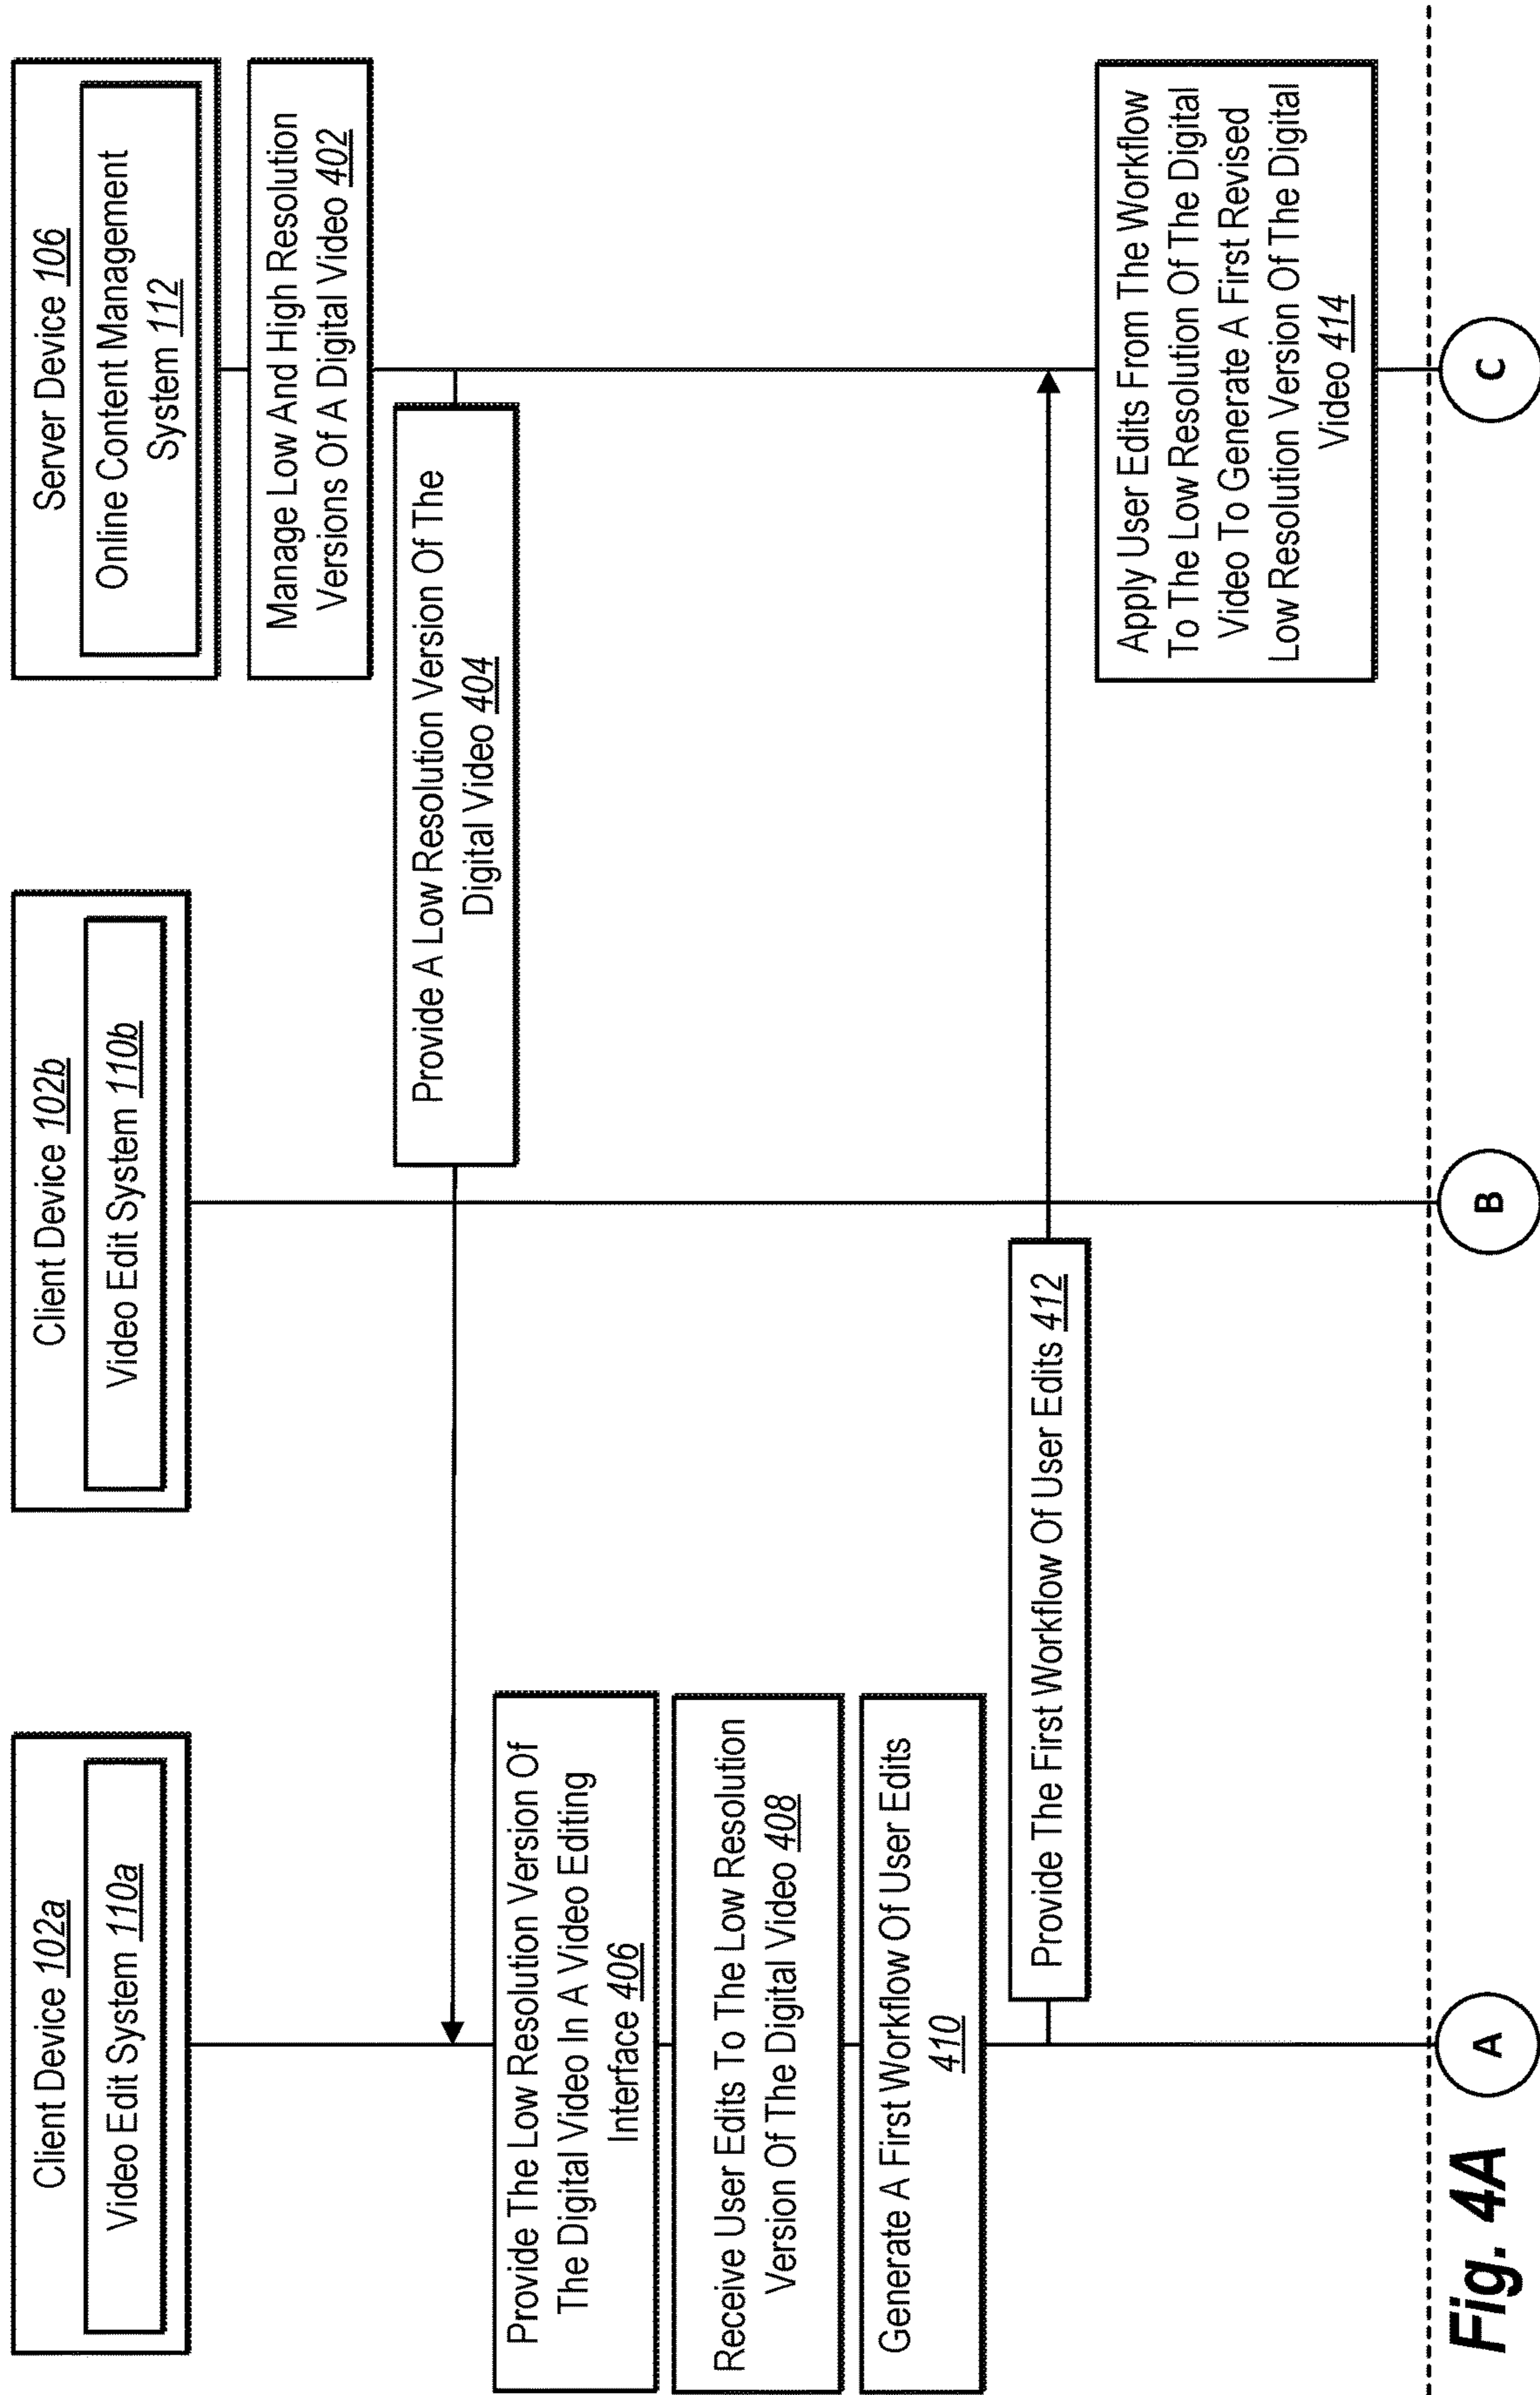 Client Device 102a
Video Edit System 110a
Client Device 102b
Video Edit System 110b
Server Device 106
Online Content Management
System 112
Manage Low And High Resolution
Versions Of A Digital Video 402
Provide A Low Resolution Version Of The
Digital Video 404
Provide The Low Resolution Version Of
The Digital Video In A Video Editing
Interface 406
Receive User Edits To The Low Resolution
Version Of The Digital Video 408
Generate A First Workflow Of User Edits
410
Provide The First Workflow Of User Edits 412
Apply User Edits From The Workflow
To The Low Resolution Of The Digital
Video To Generate A First Revised
Low Resolution Version Of The Digital
Video 414
A
B
C
Fig. 4A